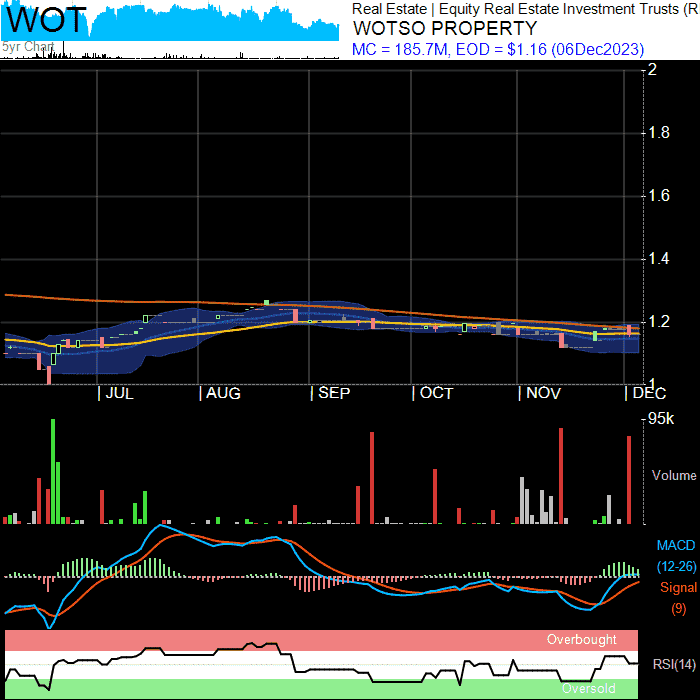 WOT
5yr Chart
Real Estate | Equity Real Estate Investment Trusts (R
WOTSO PROPERTY
MC = 185.7M, EOD = $1.16 (06Dec2023)
2
1.8
1.6
1.4
1.2
1
| JUL | AUG | SEP | OCT | NOV | DEC
95k
Volume
MACD
(12-26)
Signal
(9)
Overbought
RSI(14)
Oversold